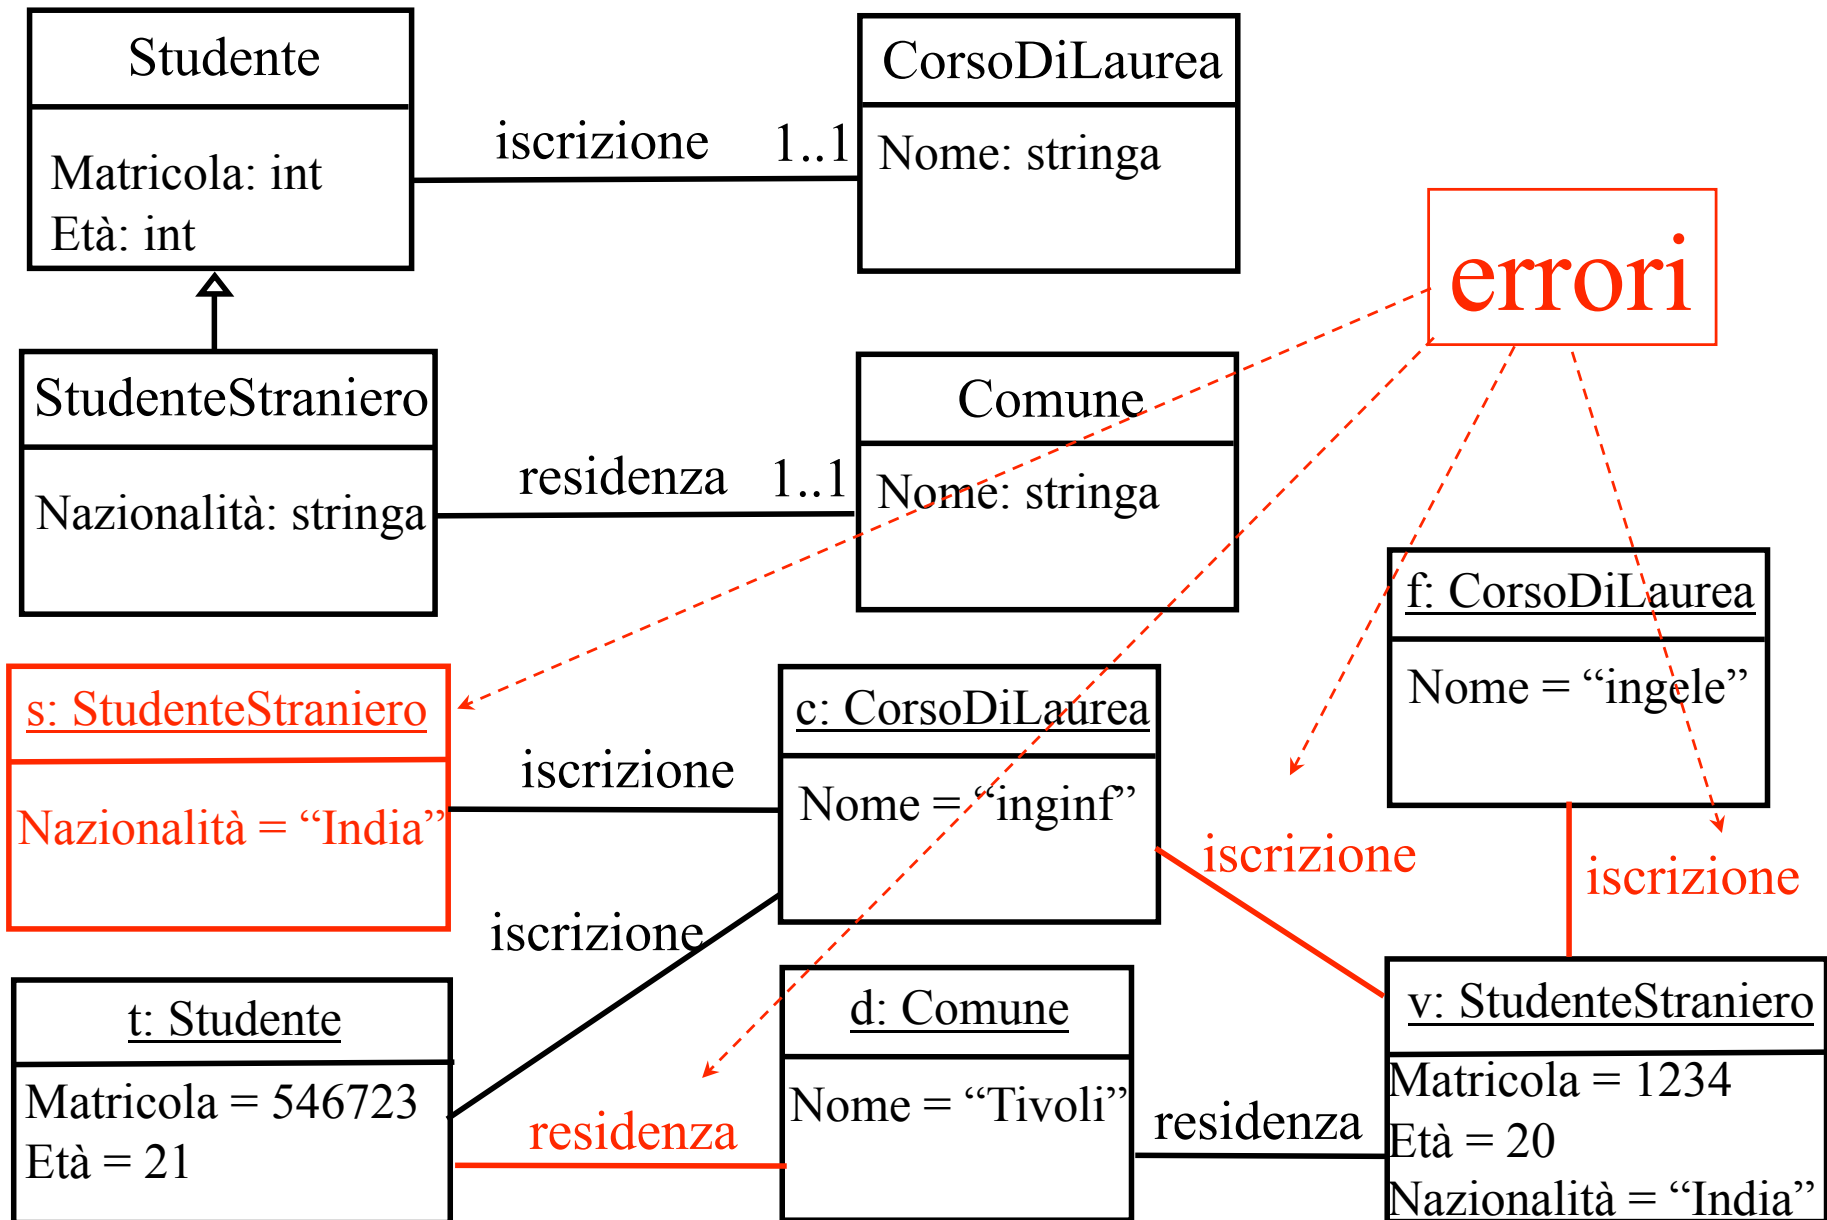 Studente
Matricola: int
Età: int
iscrizione 1..1
CorsoDiLaurea
Nome: stringa
errori
StudenteStraniero
Nazionalità: stringa
residenza 1..1
Comune
Nome: stringa
f: CorsoDiLaurea
Nome = “ingele”
s: StudenteStraniero
Nazionalità = “India”
iscrizione
c: CorsoDiLaurea
Nome = “inginf”
iscrizione
iscrizione
iscrizione
t: Studente
Matricola = 546723
Età = 21
residenza
d: Comune
Nome = “Tivoli”
residenza
v: StudenteStraniero
Matricola = 1234
Età = 20
Nazionalità = “India”